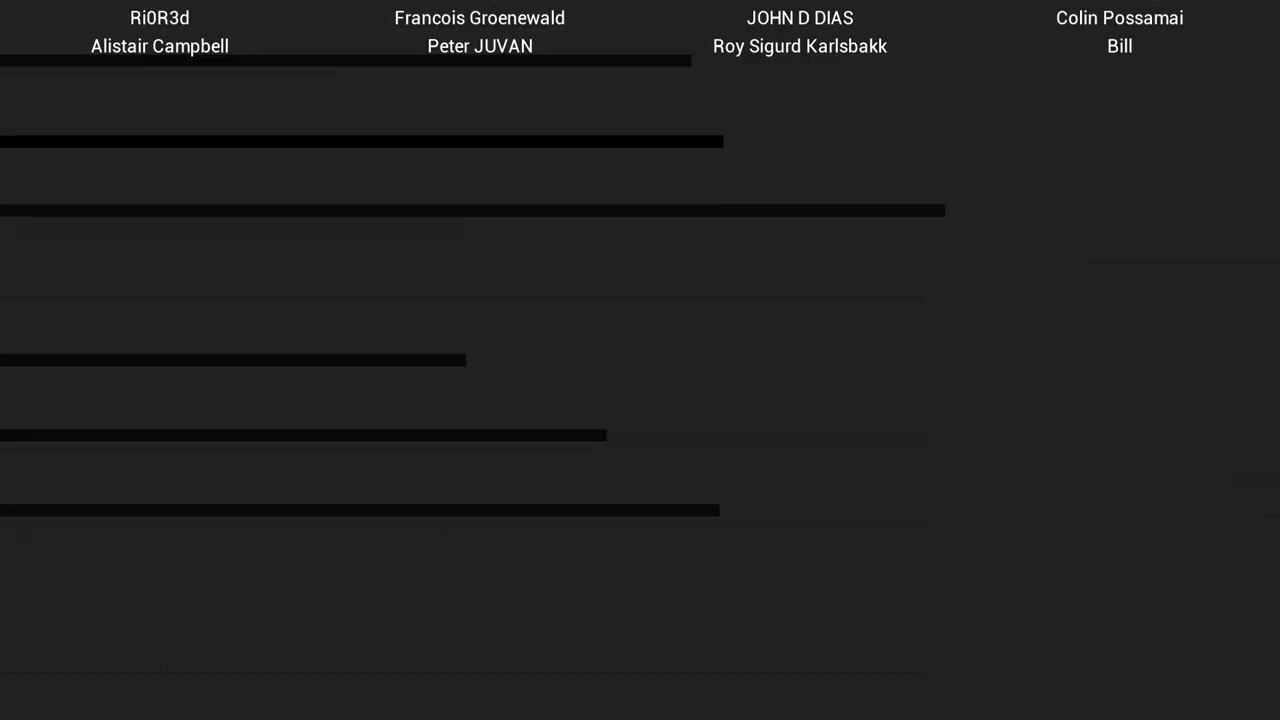 Ri0R3d Francois Groenewald JOHN D DIAS Colin Possamai
Alistair Campbell Peter JUVAN Roy Sigurd Karlsbakk Bill